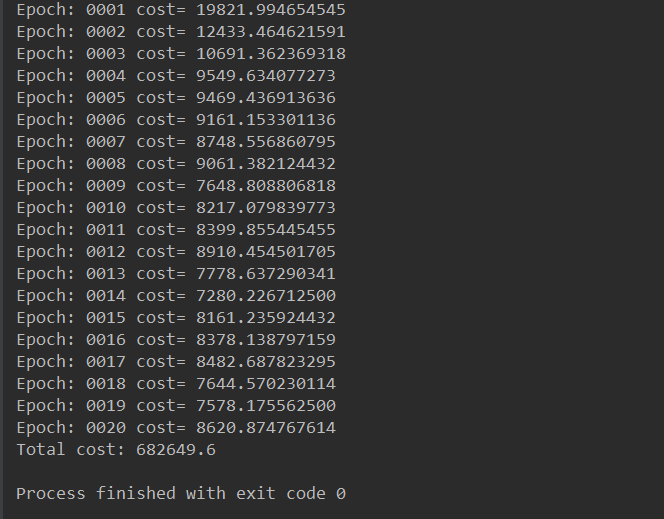 Epoch: 0001 cost= 19821.994654545
Epoch: 0002 cost= 12433.464621591
Epoch: 0003 cost= 10691.362369318
Epoch: 0004 cost= 9549.634077273
Epoch: 0005 cost= 9469.436913636
Epoch: 0006 cost= 9161.153301136
Epoch: 0007 cost= 8748.556860795
Epoch: 0008 cost= 9061.382124432
Epoch: 0009 cost= 7648.808806818
Epoch: 0010 cost= 8217.079839773
Epoch: 0011 cost= 8399.855445455
Epoch: 0012 cost= 8910.454501705
Epoch: 0013 cost= 7778.637290341
Epoch: 0014 cost= 7280.226712500
Epoch: 0015 cost= 8161.235924432
Epoch: 0016 cost= 8378.138797159
Epoch: 0017 cost= 8482.687823295
Epoch: 0018 cost= 7644.570230114
Epoch: 0019 cost= 7578.175562500
Epoch: 0020 cost= 8620.874767614
Total cost: 682649.6
Process finished with exit code 0